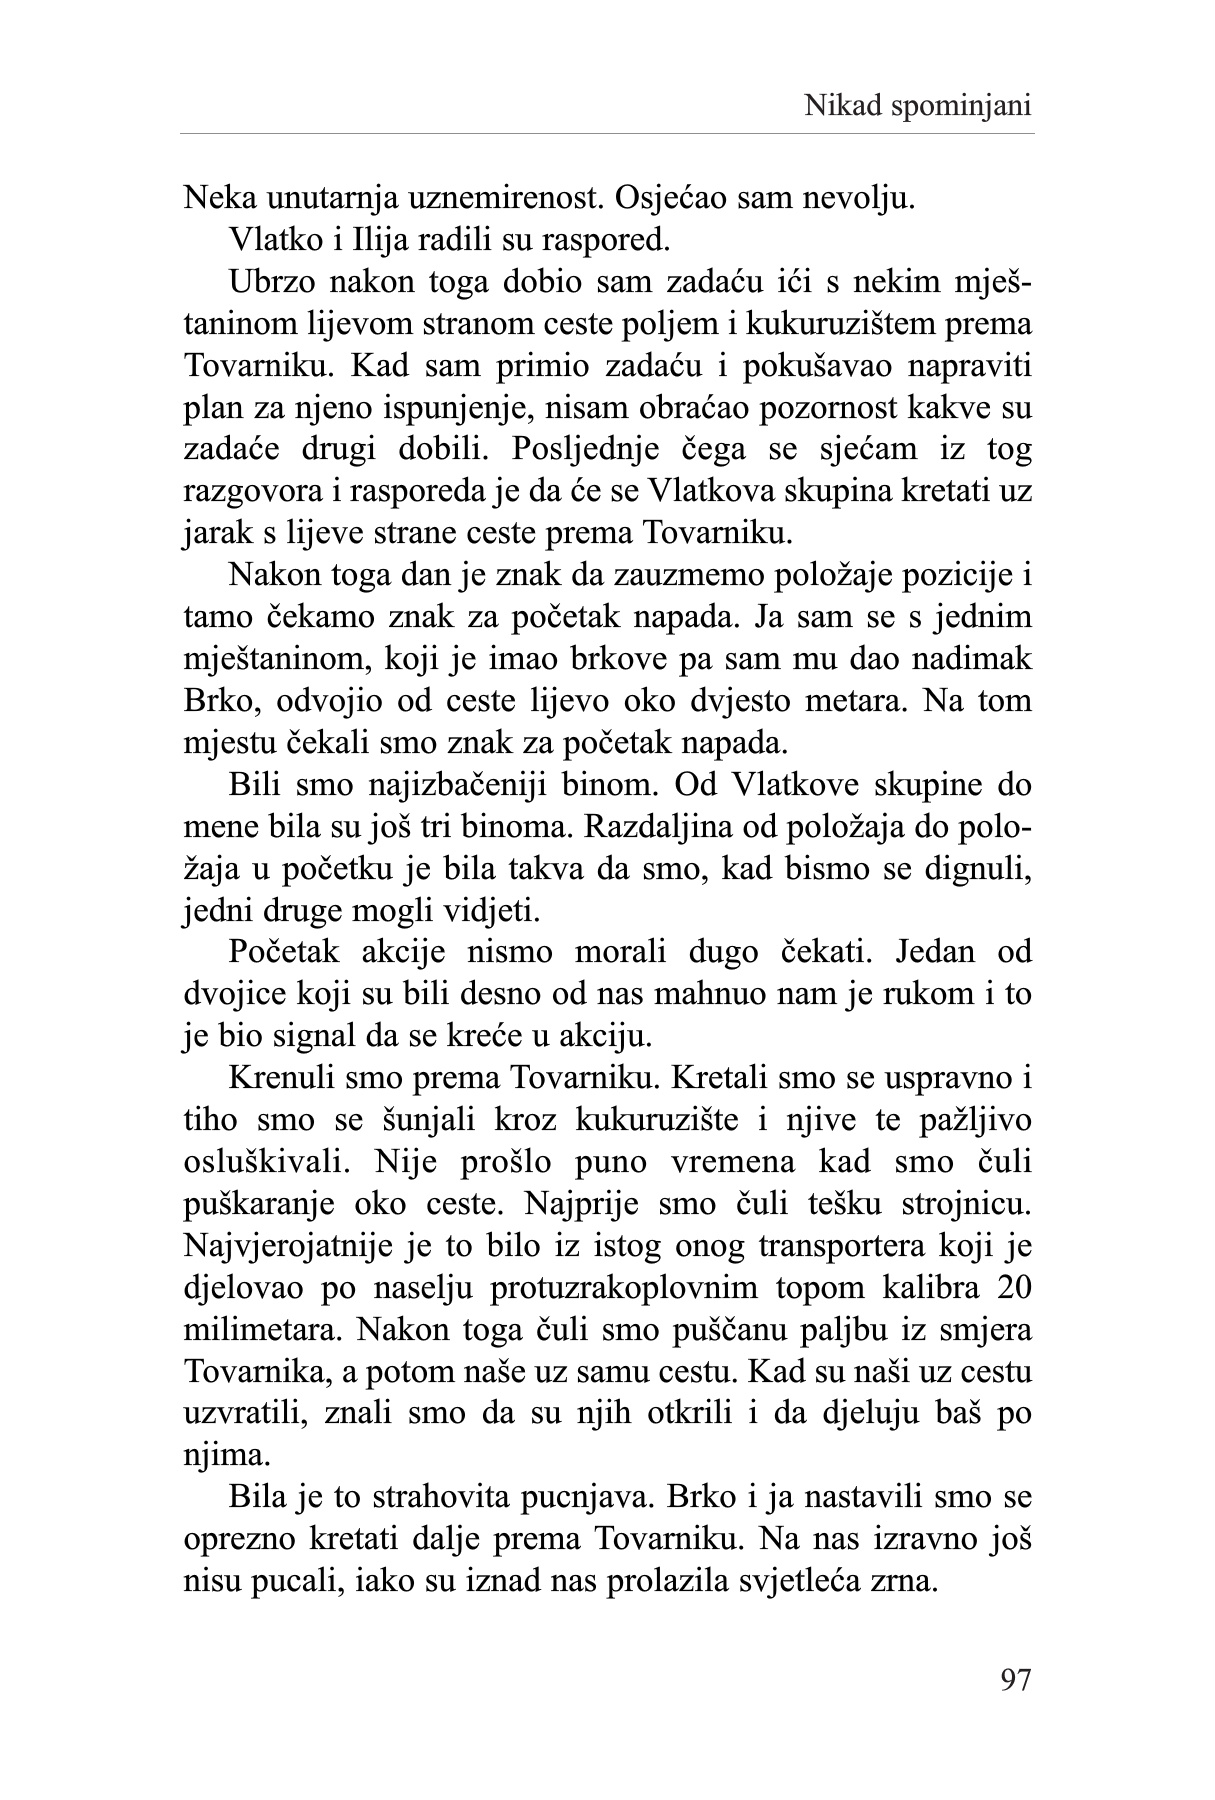 Nikad spominjani
Neka unutarnja uznemirenost. Osjećao sam nevolju.
Vlatko i Ilija radili su raspored.
Ubrzo nakon toga dobio sam zadaću ići s nekim mješ-
taninom lijevom stranom ceste poljem i kukuruzištem prema
Tovarniku. Kad sam primio zadaću i pokušavao napraviti
plan za njeno ispunjenje, nisam obraćao pozornost kakve su
zadaće drugi dobili. Posljednje čega se sjećam iz tog
razgovora i rasporeda je da će se Vlatkova skupina kretati uz
jarak s lijeve strane ceste prema Tovarniku.
Nakon toga dan je znak da zauzmemo položaje pozicije i
tamo čekamo znak za početak napada. Ja sam se s jednim
mještaninom, koji je imao brkove pa sam mu dao nadimak
Brko, odvojio od ceste lijevo oko dvjesto metara. Na tom
mjestu čekali smo znak za početak napada.
Bili smo najizbačeniji binom. Od Vlatkove skupine do
mene bila su još tri binoma. Razdaljina od položaja do polo-
žaja u početku je bila takva da smo, kad bismo se dignuli,
jedni druge mogli vidjeti.
Početak akcije nismo morali dugo čekati. Jedan od
dvojice koji su bili desno od nas mahnuo nam je rukom i to
je bio signal da se kreće u akciju.
Krenuli smo prema Tovarniku. Kretali smo se uspravno i
tiho smo se šunjali kroz kukuruzište i njive te pažljivo
osluškivali. Nije prošlo puno vremena kad smo čuli
puškaranje oko ceste. Najprije smo čuli tešku strojnicu.
Najvjerojatnije je to bilo iz istog onog transportera koji je
djelovao po naselju protuzrakoplovnim topom kalibra 20
milimetara. Nakon toga čuli smo puščanu paljbu iz smjera
Tovarnika, a potom naše uz samu cestu. Kad su naši uz cestu
uzvratili, znali smo da su njih otkrili i da djeluju baš po
njima.
Bila je to strahovita pucnjava. Brko i ja nastavili smo se
oprezno kretati dalje prema Tovarniku. Na nas izravno još
nisu pucali, iako su iznad nas prolazila svjetleća zrna.
97